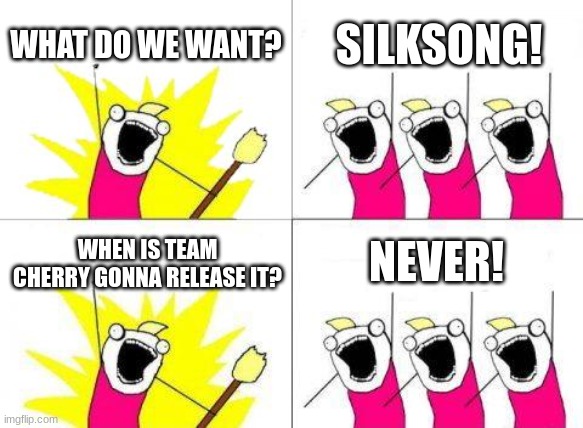 WHAT DO WE WANT?
SILKSONG!
WHEN IS TEAM
CHERRY GONNA RELEASE IT?
NEVER!
imgflip.com